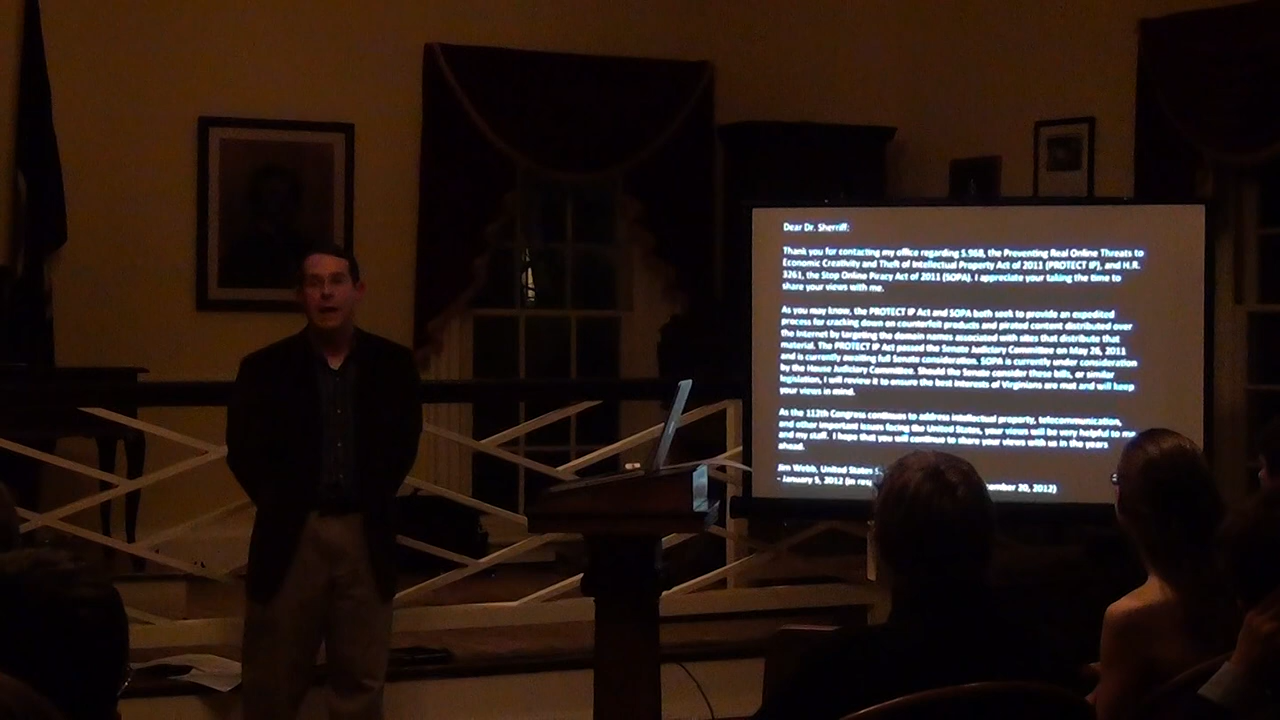 Dear Dr. Sherriff:
Thank you for contacting my office regarding S.968, the Preventing Real Online Threats to
Economic Creativity and Theft of Intellectual Property Act of 2011 (PROTECT IP), and H.R.
3261, the Stop Online Piracy Act of 2011 (SOPA). I appreciate your taking the time to
share your views with me.
As you may know, the PROTECT IP Act and SOPA both seek to provide an expedited
process for cracking down on counterfeit products and pirated content distributed over
the Internet by targeting the domain names associated with sites that distribute that
material. The PROTECT IP Act passed the Senate Judiciary Committee on May 26, 2011
and is currently awaiting full Senate consideration. SOPA is currently under consideration
by the House Judiciary Committee. Should the Senate consider these bills, or similar
legislation, I will review it to ensure the best interests of Virginians are met and will keep
your views in mind.
As the 112th Congress continues to address intellectual property, telecommunication,
and other important issues facing the United States, your views will be very helpful to me
and my staff. I hope that you will continue to share your views with us in the years
ahead.
Jim Webb, United States S
- January 5, 2012 (in res cember 20, 2012)